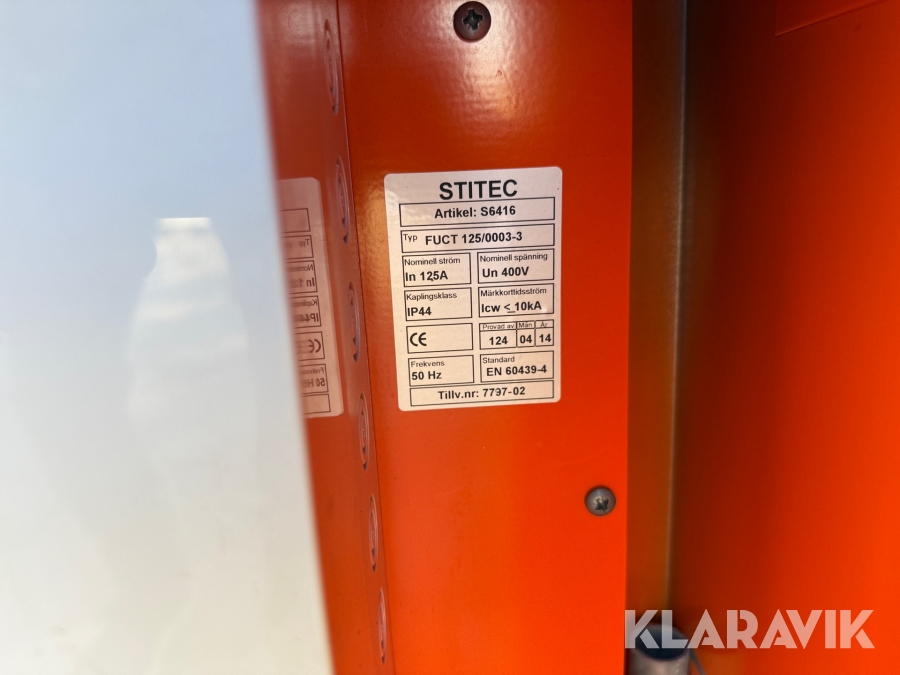 STITEC
Artikel: S6416
Typ FUCT 125/0003-3
Nominell ström
In 125A
Nominell spänning
Un 400V
Kaplingsklass
IP44
Märkkorttidsström
Icw ≤ 10kA
CE
Provad av
124
Mån
04
År
14
Frekvens
50 Hz
Standard
EN 60439-4
Tillv.nr: 7797-02
KLARAVIK